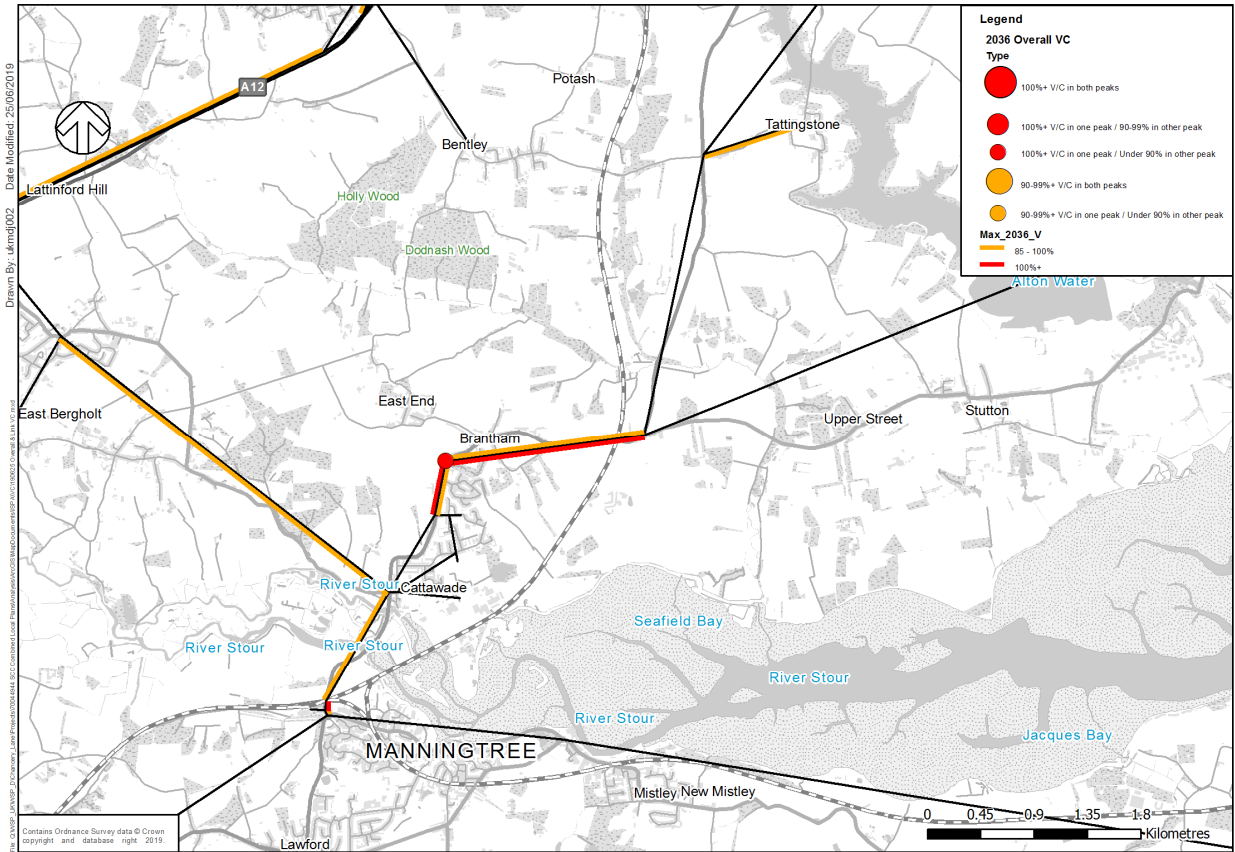 Date Modified: 25/06/2019
Drawn By: ukmdj002
Legend
2036 Overall VC
Type
100%+ V/C in both peaks
100%+ V/C in one peak / 90-99% in other peak
100%+ V/C in one peak / Under 90% in other peak
90-99%+ V/C in both peaks
90-99%+ V/C in one peak / Under 90% in other peak
Max_2036_V
85 - 100%
100%+
A12
Potash
Tattingstone
Bentley
Lattinford Hill
Holly Wood
Dodnash Wood
Alton Water
East End
East Bergholt
Upper Street
Stutton
Brantham
River Stour
Cattawade
Seafield Bay
River Stour
River Stour
River Stour
River Stour
Jacques Bay
MANNINGTREE
Mistley
New Mistley
Lawford
0 0.45 0.9 1.35 1.8
Kilometres
Contains Ordnance Survey data © Crown
copyright and database right 2019.